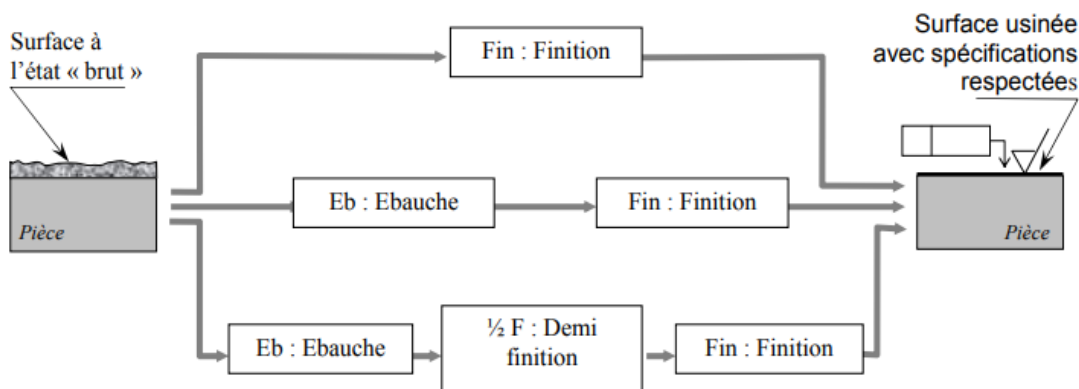 Surface à
l’état « brut »
Fin : Finition
Surface usinée
avec spécifications
respectées
Eb : Ebauche
Fin : Finition
Pièce
Pièce
Eb : Ebauche
½ F : Demi
finition
Fin : Finition